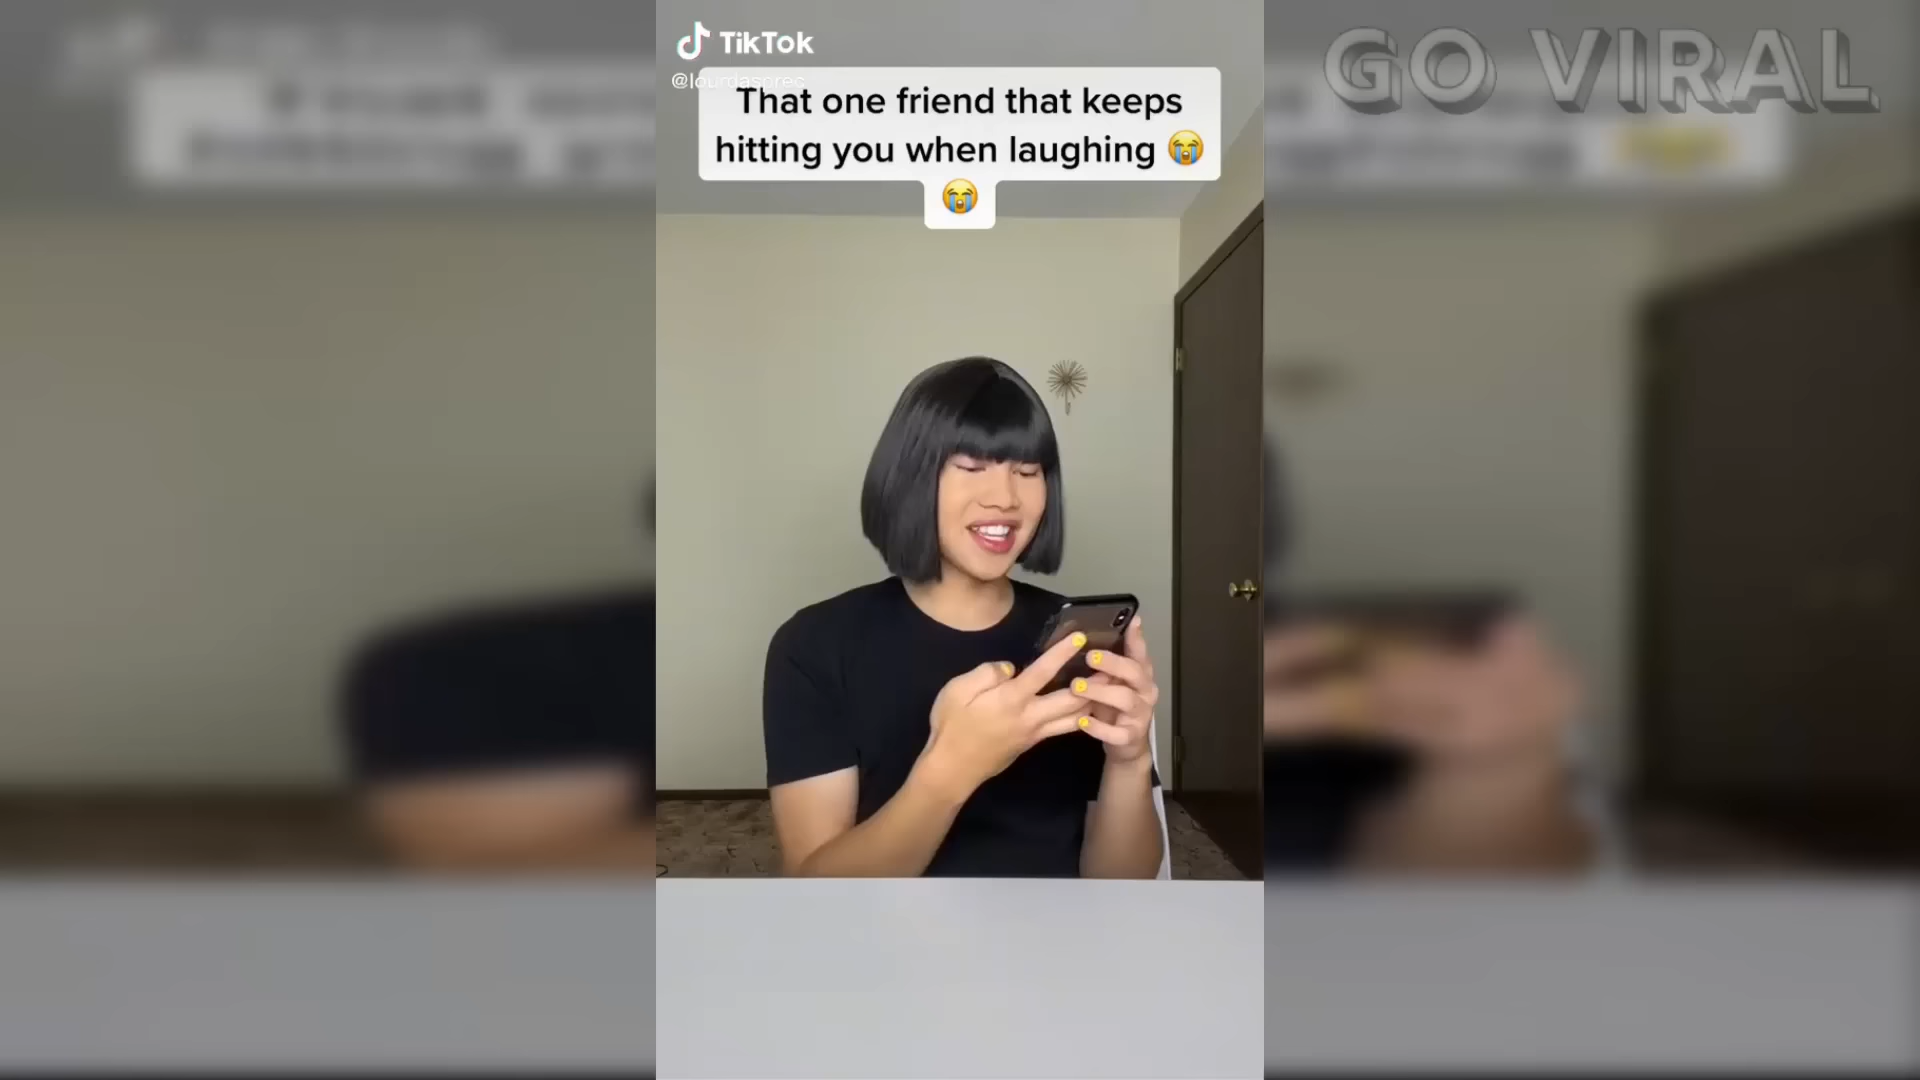 TikTok
GO VIRAL
That one friend that keeps
hitting you when laughing 😭
😭